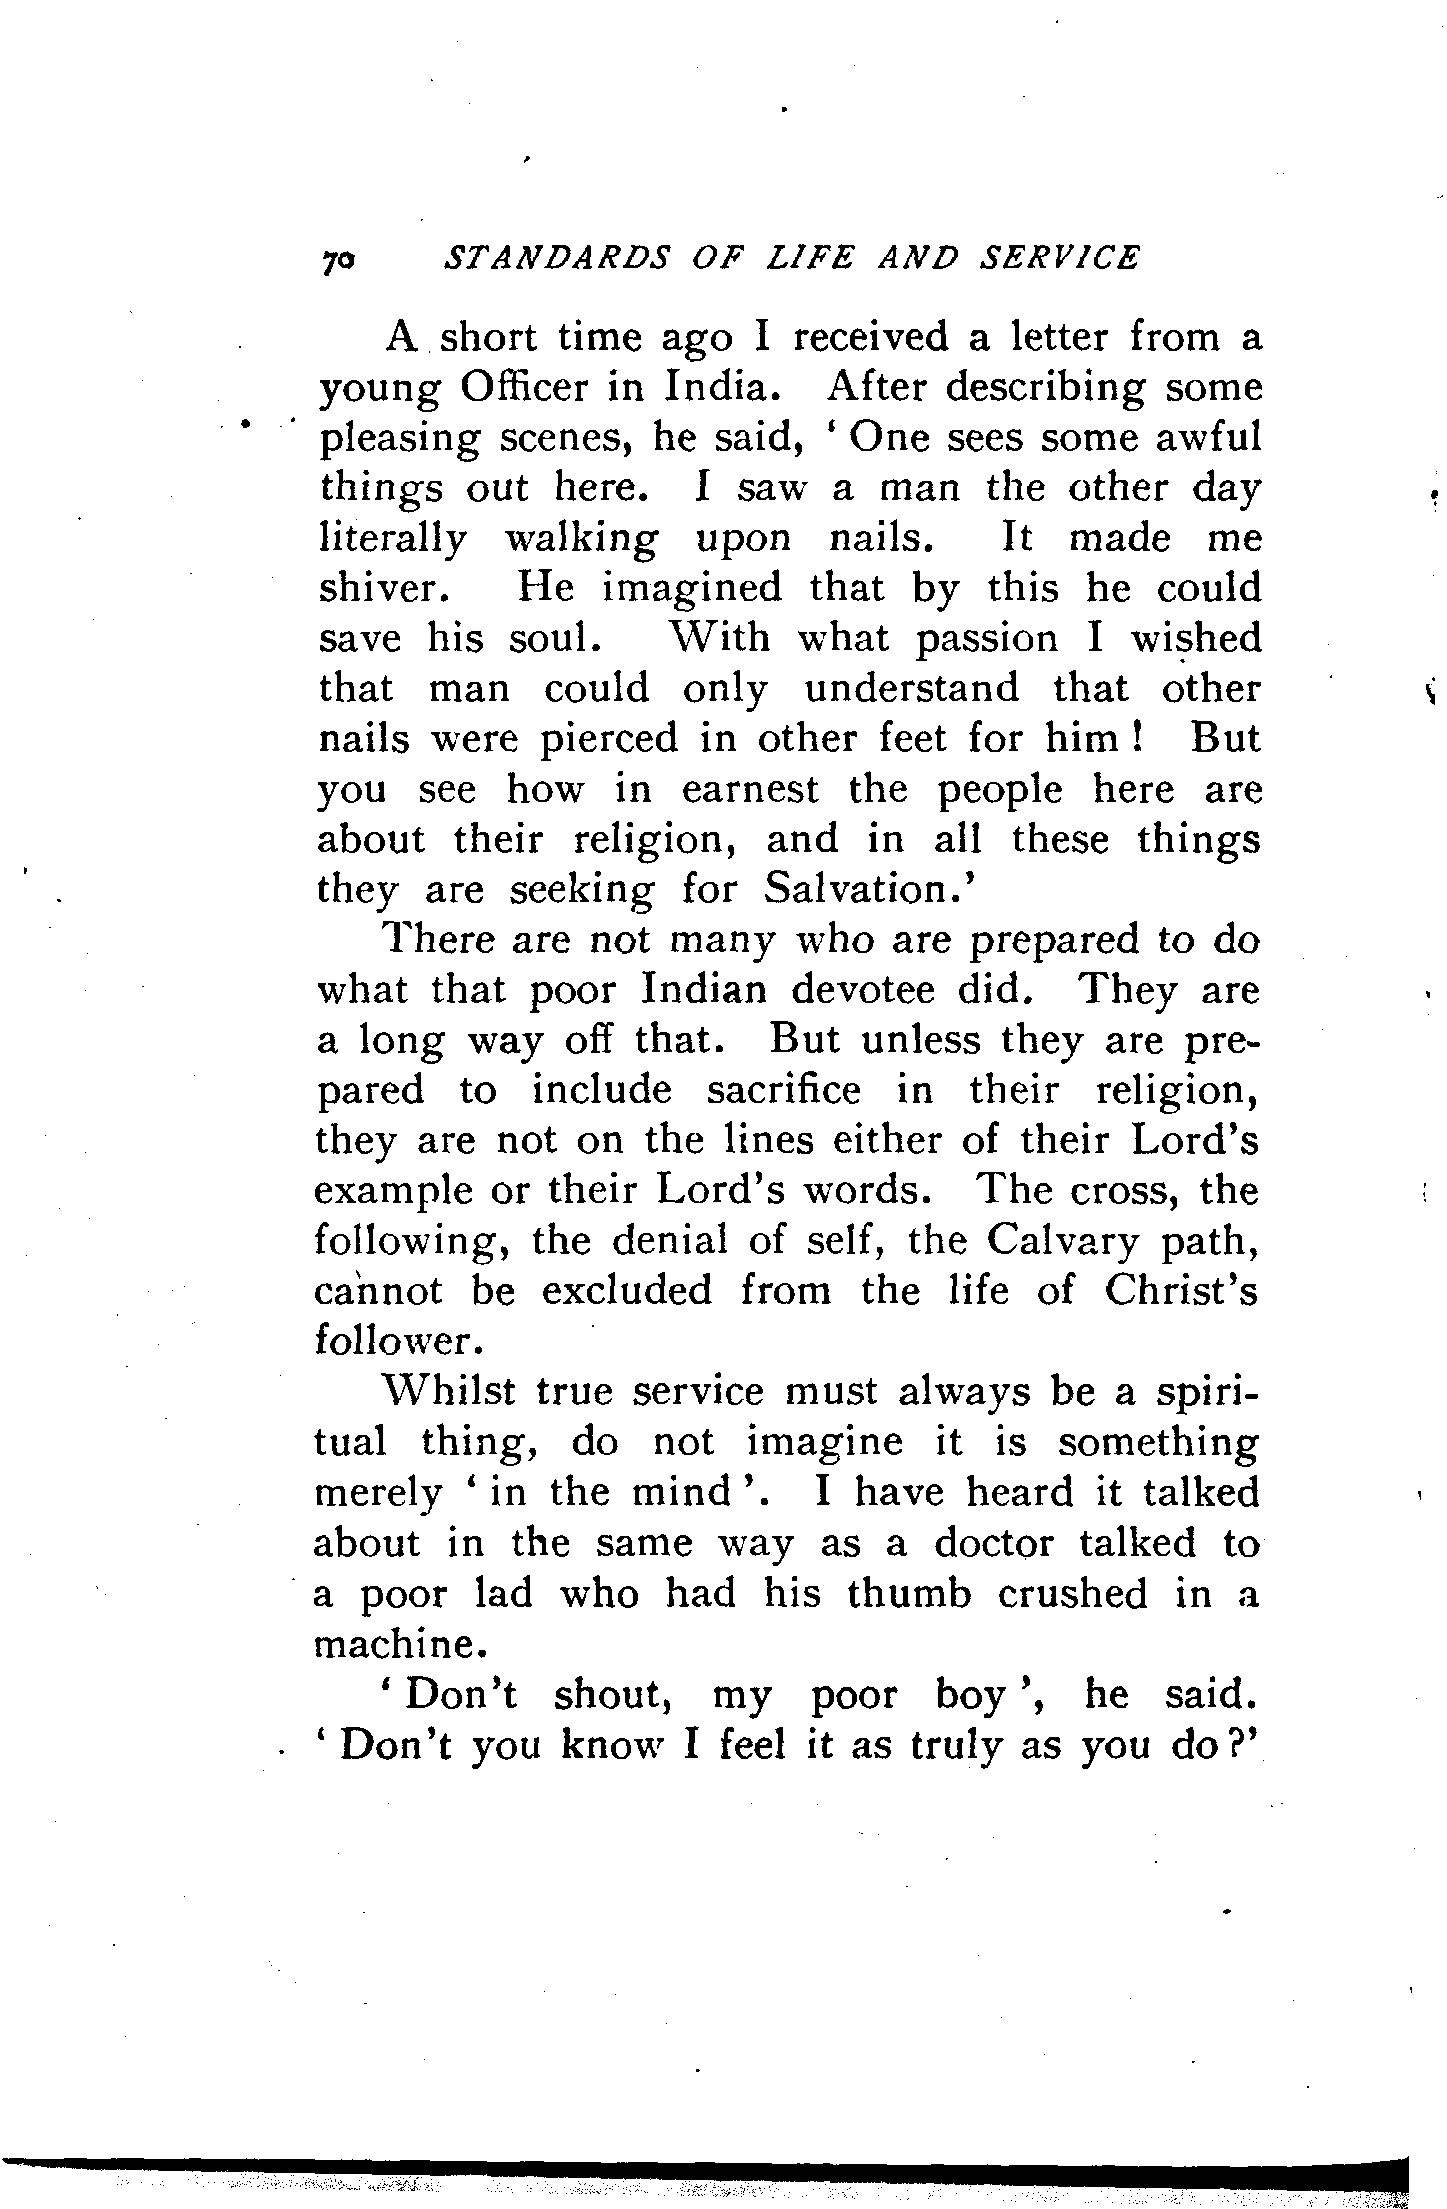 70 STANDARDS OF LIFE AND SERVICE
A short time ago I received a letter from a
young Officer in India. After describing some
pleasing scenes, he said, ‘ One sees some awful
things out here. I saw a man the other day
literally walking upon nails. It made me
shiver. He imagined that by this he could
save his soul. With what passion I wished
that man could only understand that other
nails were pierced in other feet for him ! But
you see how in earnest the people here are
about their religion, and in all these things
they are seeking for Salvation.’
There are not many who are prepared to do
what that poor Indian devotee did. They are
a long way off that. But unless they are pre-
pared to include sacrifice in their religion,
they are not on the lines either of their Lord’s
example or their Lord’s words. The cross, the
following, the denial of self, the Calvary path,
cannot be excluded from the life of Christ’s
follower.
Whilst true service must always be a spiri-
tual thing, do not imagine it is something
merely ‘ in the mind ’. I have heard it talked
about in the same way as a doctor talked to
a poor lad who had his thumb crushed in a
machine.
‘ Don’t shout, my poor boy ’, he said.
‘ Don’t you know I feel it as truly as you do ?’